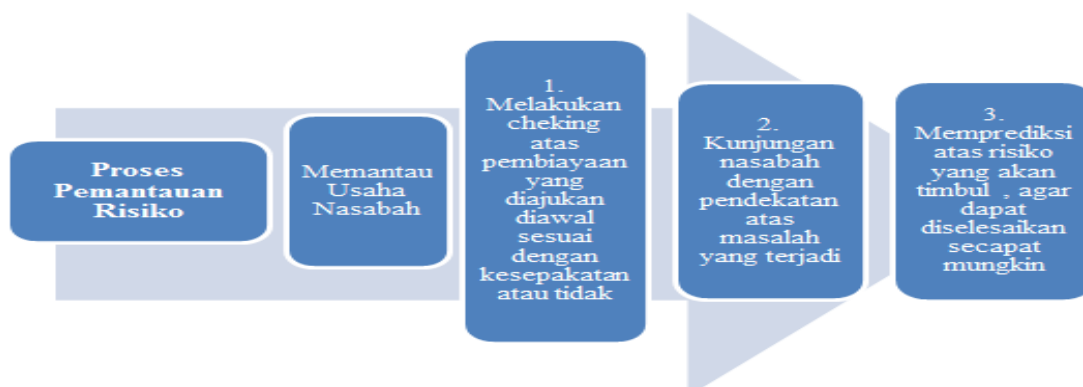 Proses
Pemantauan
Risiko
Memantau
Usaha
Nasabah
1.
Melakukan
cheking
atas
pembiayaan
yang
diajukan
diawal
sesuai
dengan
kesepakatan
atau tidak
2.
Kunjungan
nasabah
dengan
pendekatan
atas
masalah
yang terjadi
3.
Memprediksi
atas risiko
yang akan
timbul , agar
dapat
diselesaikan
secapat
mungkin